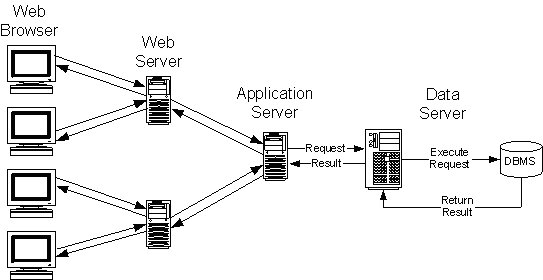 Web
Browser
Web
Server
Application
Server
Data
Server
Request
Result
Execute
Request
DBMS
Return
Result